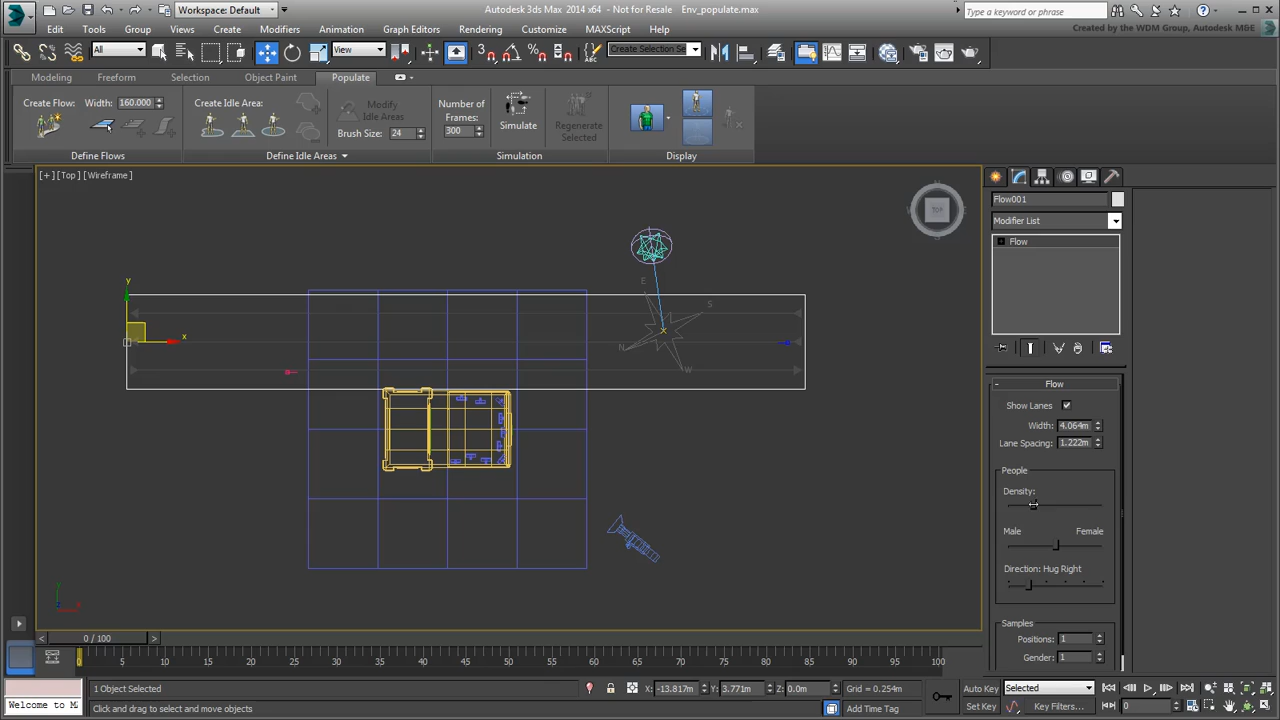 Workspace: Default
Autodesk 3ds Max 2014 x64 - Not for Resale Env_populate.max
Type a keyword or phrase
Edit Tools Group Views Create Modifiers Animation Graph Editors Rendering Customize MAXScript Help
Created by the WDM Group, Autodesk M&E
All
View
3
Create Selection Se
Modeling Freeform Selection Object Paint Populate
Create Flow: Width: 160.000
Create Idle Area:
Modify
Idle Areas
Brush Size: 24
Number of
Frames:
300
Simulate
Regenerate
Selected
Define Flows
Define Idle Areas
Simulation
Display
[+] [Top] [Wireframe]
Flow001
Modifier List
Flow
y
x
E
S
N
W
Flow
Show Lanes
Width: 4.064m
Lane Spacing: 1.222m
People
Density:
Male Female
Direction: Hug Right
Samples
Positions: 1
Gender: 1
0 / 100
0 5 10 15 20 25 30 35 40 45 50 55 60 65 70 75 80 85 90 95 100
1 Object Selected
X: -13.817m Y: 3.771m Z: 0.0m Grid = 0.254m
Auto Key Selected
Welcome to M
Click and drag to select and move objects
Add Time Tag
Set Key Key Filters... 0